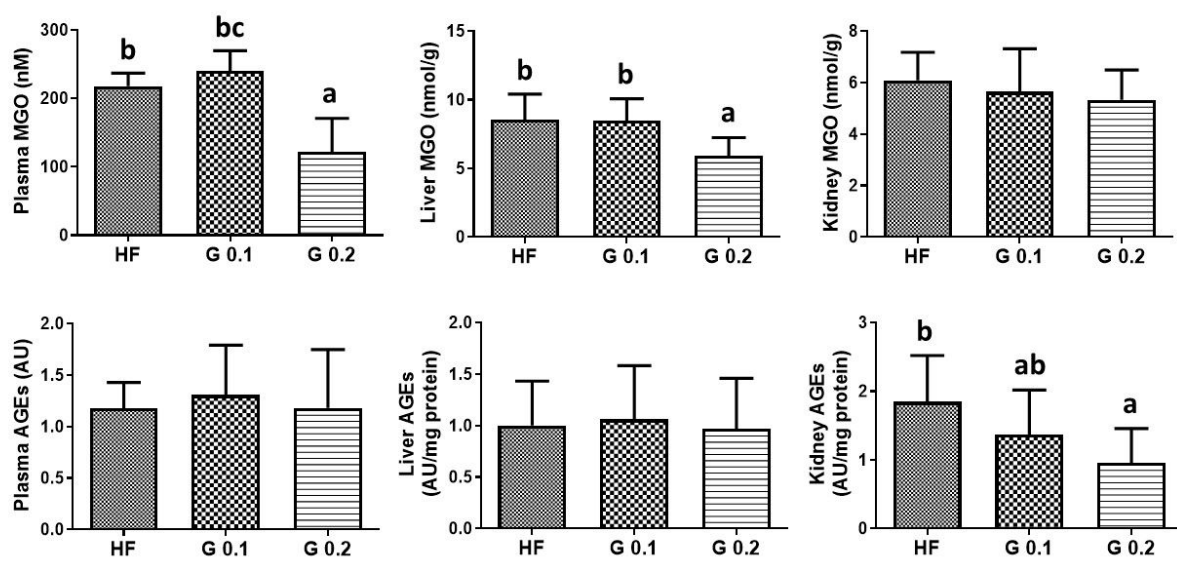 Plasma MGO (nM)
300
200
100
0
b
bc
a
HF
G 0.1
G 0.2
Liver MGO (nmol/g)
15
10
5
0
b
b
a
HF
G 0.1
G 0.2
Kidney MGO (nmol/g)
8
6
4
2
0
HF
G 0.1
G 0.2
Plasma AGEs (AU)
2.0
1.5
1.0
0.5
0.0
HF
G 0.1
G 0.2
Liver AGEs
(AU/mg protein)
2.0
1.5
1.0
0.5
0.0
HF
G 0.1
G 0.2
Kidney AGEs
(AU/mg protein)
3
2
1
0
b
ab
a
HF
G 0.1
G 0.2